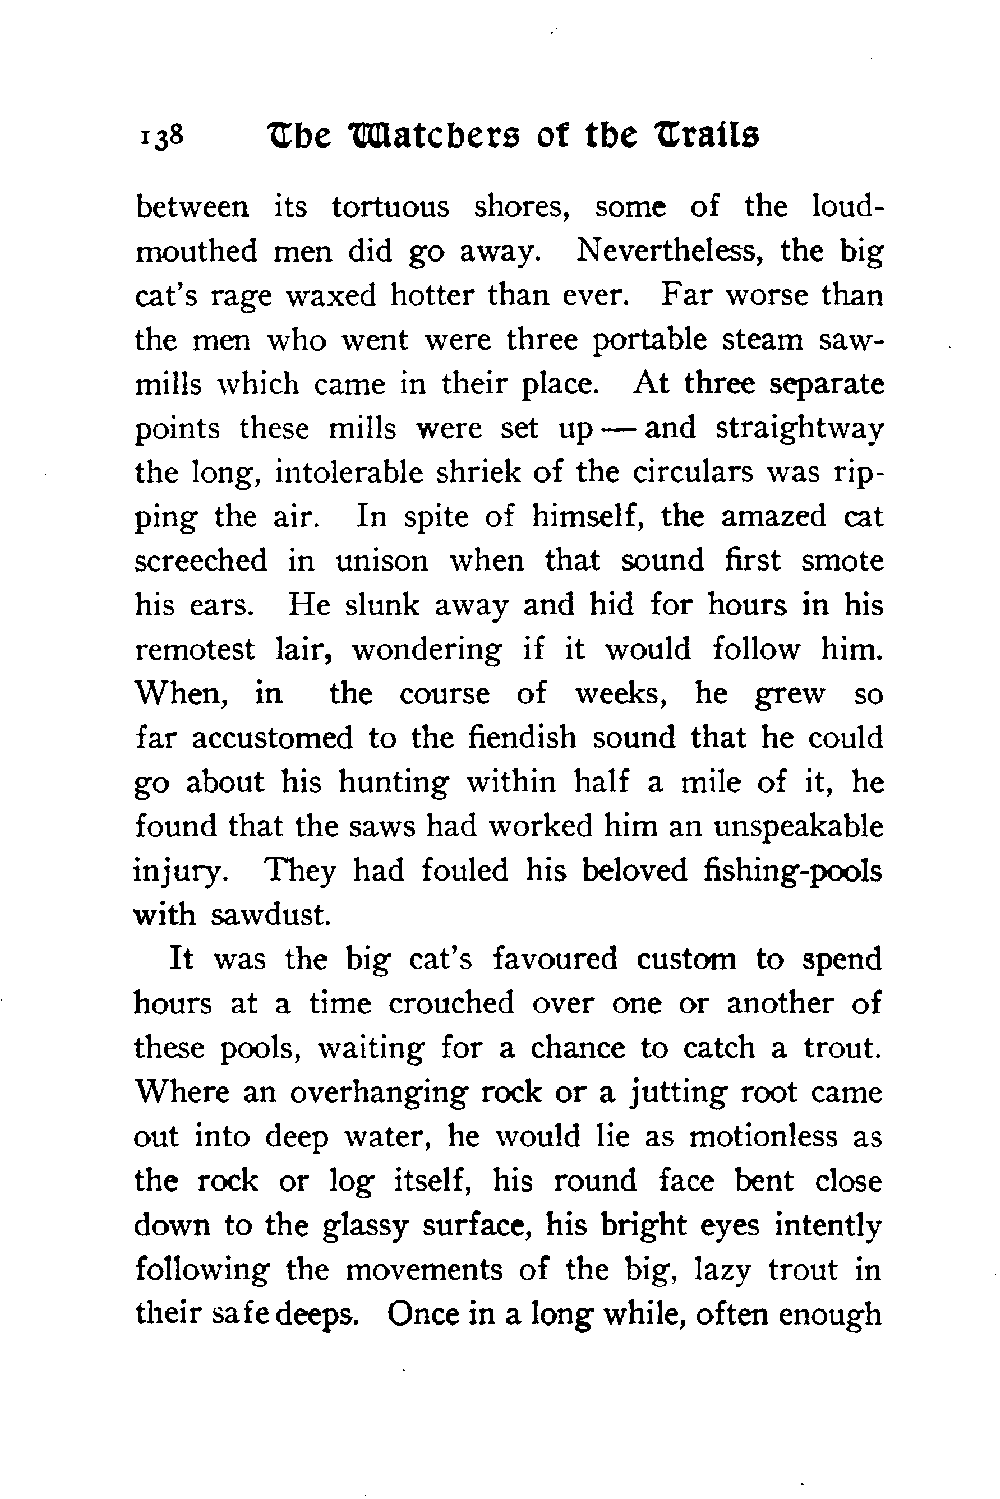 138 The Watchers of the Trails
between its tortuous shores, some of the loud-
mouthed men did go away. Nevertheless, the big
cat's rage waxed hotter than ever. Far worse than
the men who went were three portable steam saw-
mills which came in their place. At three separate
points these mills were set up — and straightway
the long, intolerable shriek of the circulars was rip-
ping the air. In spite of himself, the amazed cat
screeched in unison when that sound first smote
his ears. He slunk away and hid for hours in his
remotest lair, wondering if it would follow him.
When, in the course of weeks, he grew so
far accustomed to the fiendish sound that he could
go about his hunting within half a mile of it, he
found that the saws had worked him an unspeakable
injury. They had fouled his beloved fishing-pools
with sawdust.
It was the big cat's favoured custom to spend
hours at a time crouched over one or another of
these pools, waiting for a chance to catch a trout.
Where an overhanging rock or a jutting root came
out into deep water, he would lie as motionless as
the rock or log itself, his round face bent close
down to the glassy surface, his bright eyes intently
following the movements of the big, lazy trout in
their safe deeps. Once in a long while, often enough